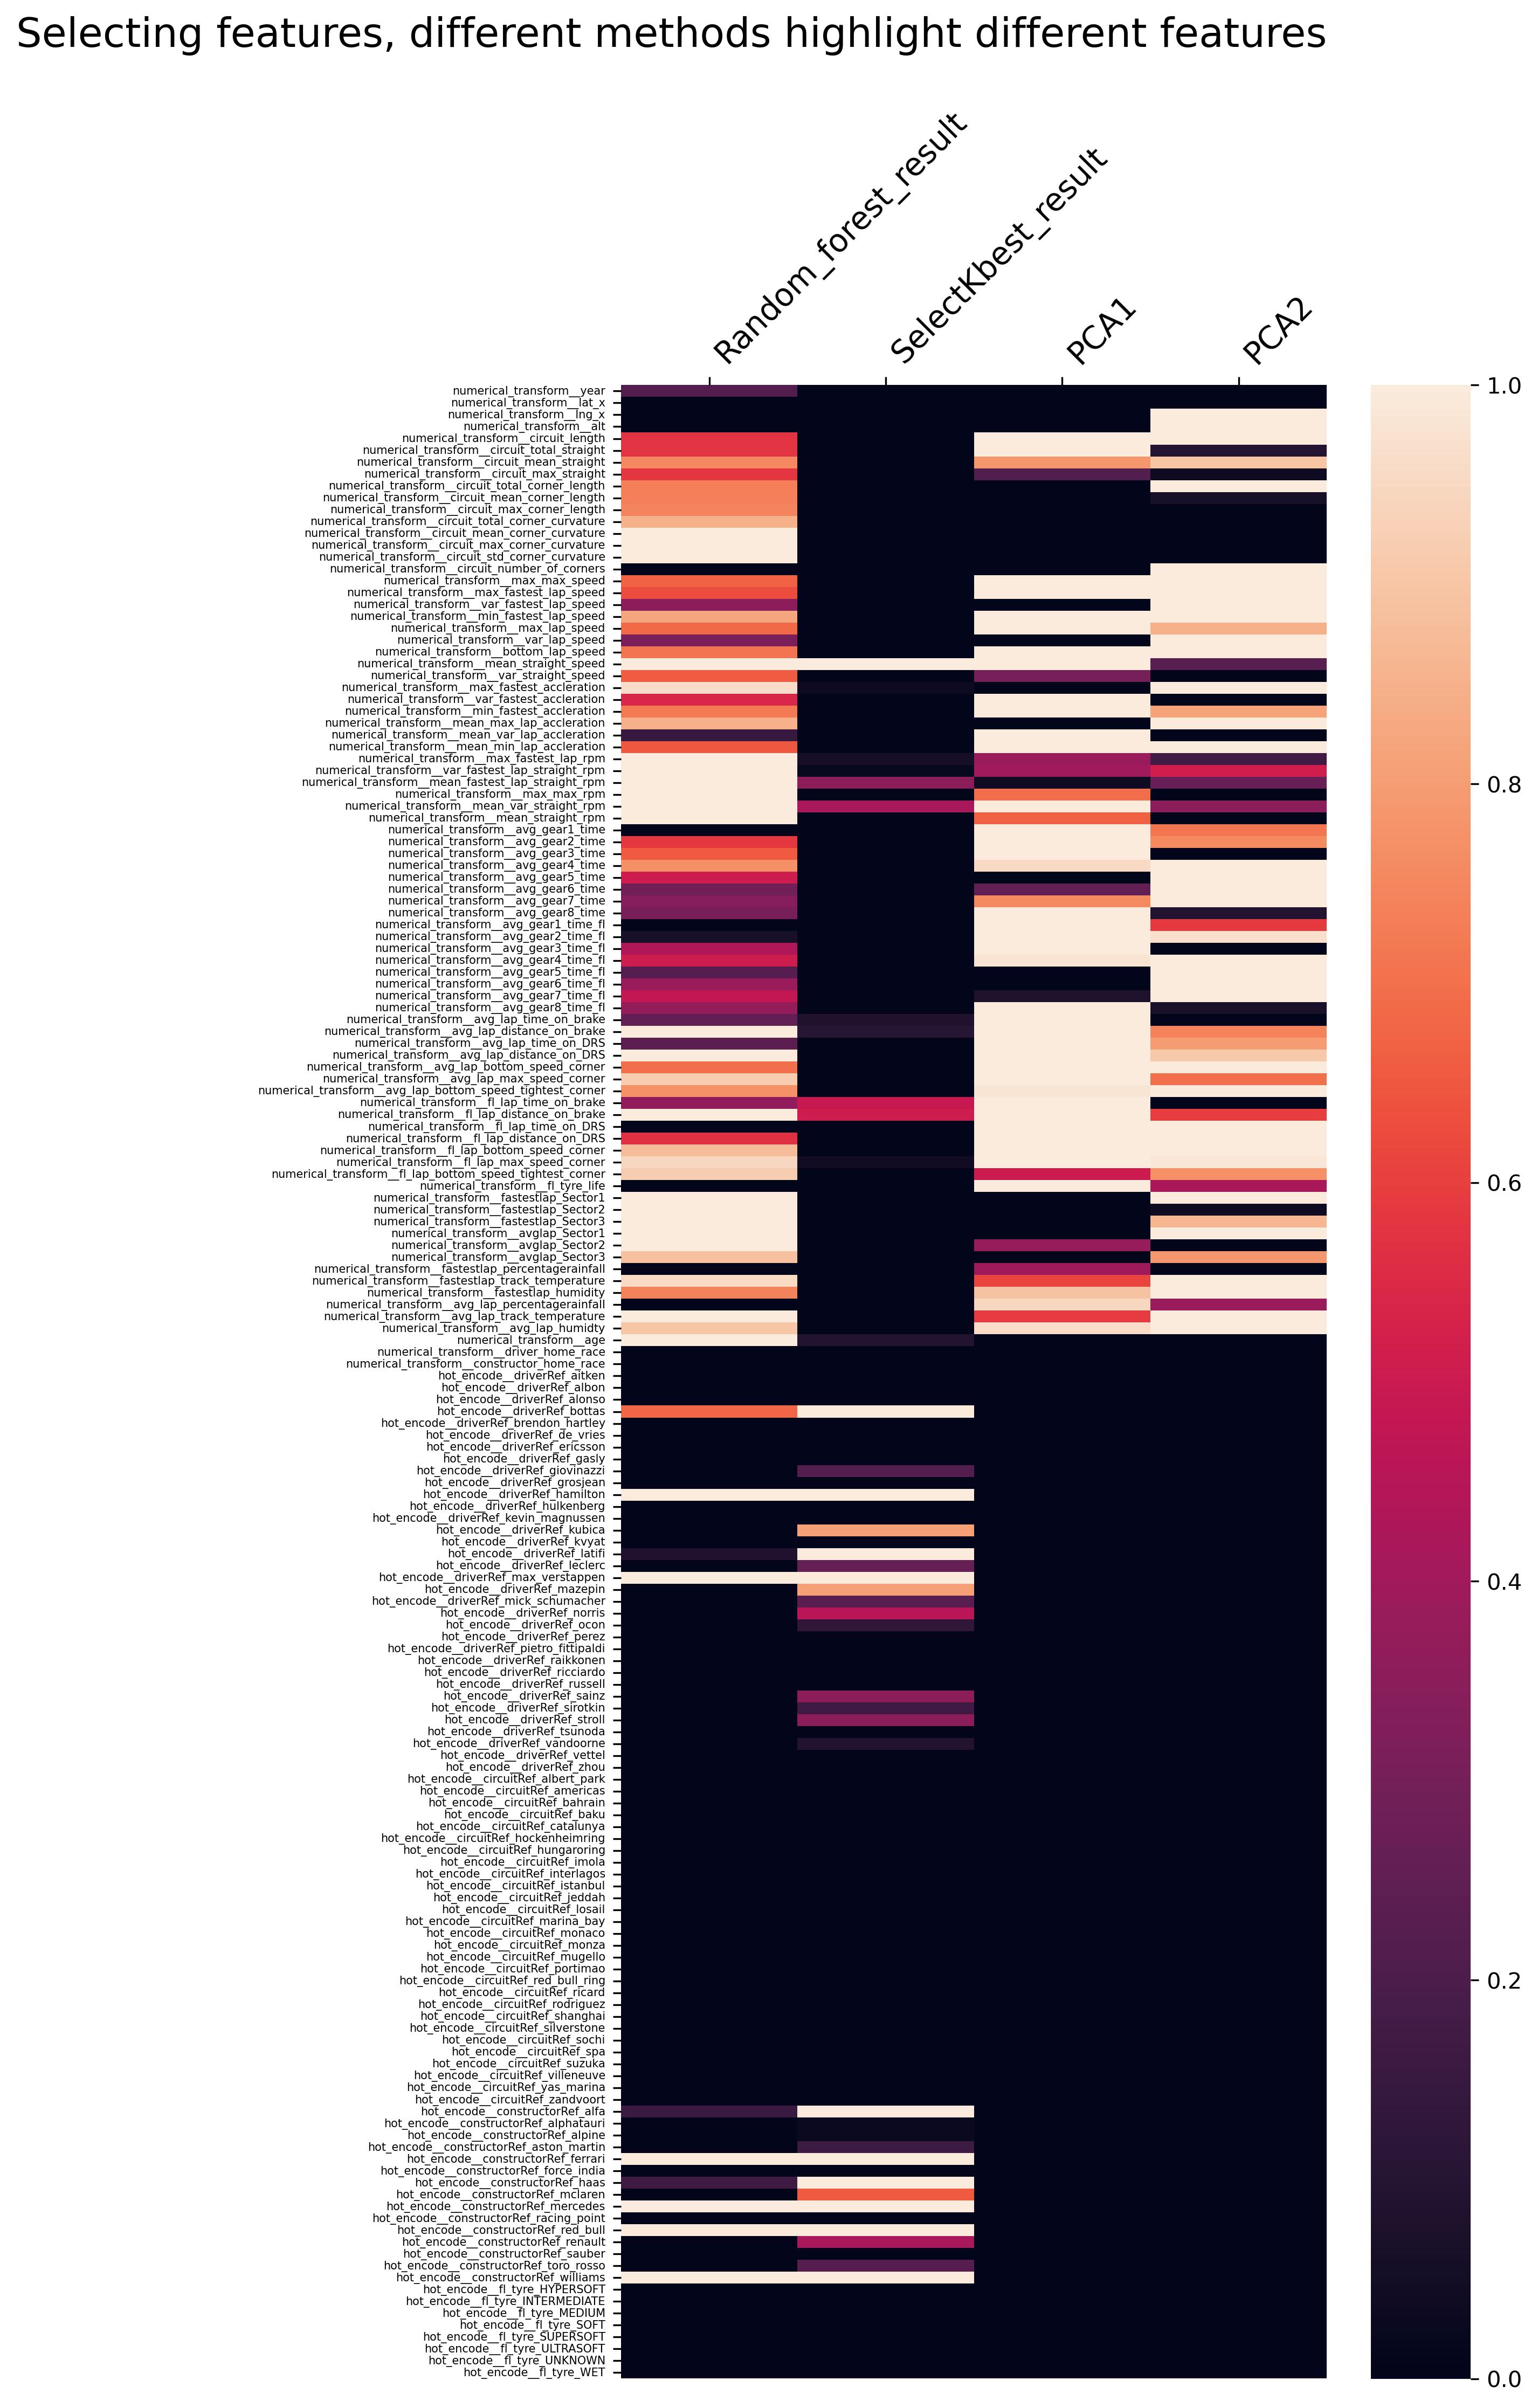 Selecting features, different methods highlight different features
Random_forest_result
SelectKbest_result
PCA1
PCA2
numerical_transform__year
numerical_transform__lat_x
numerical_transform__lng_x
numerical_transform__alt
numerical_transform__circuit_length
numerical_transform__circuit_total_straight
numerical_transform__circuit_mean_straight
numerical_transform__circuit_max_straight
numerical_transform__circuit_total_corner_length
numerical_transform__circuit_mean_corner_length
numerical_transform__circuit_max_corner_length
numerical_transform__circuit_total_corner_curvature
numerical_transform__circuit_mean_corner_curvature
numerical_transform__circuit_max_corner_curvature
numerical_transform__circuit_std_corner_curvature
numerical_transform__circuit_number_of_corners
numerical_transform__max_max_speed
numerical_transform__max_fastest_lap_speed
numerical_transform__var_fastest_lap_speed
numerical_transform__min_fastest_lap_speed
numerical_transform__max_lap_speed
numerical_transform__var_lap_speed
numerical_transform__bottom_lap_speed
numerical_transform__mean_straight_speed
numerical_transform__var_straight_speed
numerical_transform__max_fastest_accleration
numerical_transform__var_fastest_accleration
numerical_transform__min_fastest_accleration
numerical_transform__mean_max_lap_accleration
numerical_transform__mean_var_lap_accleration
numerical_transform__mean_min_lap_accleration
numerical_transform__max_fastest_lap_rpm
numerical_transform__var_fastest_lap_straight_rpm
numerical_transform__mean_fastest_lap_straight_rpm
numerical_transform__max_max_rpm
numerical_transform__mean_var_straight_rpm
numerical_transform__mean_straight_rpm
numerical_transform__avg_gear1_time
numerical_transform__avg_gear2_time
numerical_transform__avg_gear3_time
numerical_transform__avg_gear4_time
numerical_transform__avg_gear5_time
numerical_transform__avg_gear6_time
numerical_transform__avg_gear7_time
numerical_transform__avg_gear8_time
numerical_transform__avg_gear1_time_fl
numerical_transform__avg_gear2_time_fl
numerical_transform__avg_gear3_time_fl
numerical_transform__avg_gear4_time_fl
numerical_transform__avg_gear5_time_fl
numerical_transform__avg_gear6_time_fl
numerical_transform__avg_gear7_time_fl
numerical_transform__avg_gear8_time_fl
numerical_transform__avg_lap_time_on_brake
numerical_transform__avg_lap_distance_on_brake
numerical_transform__avg_lap_time_on_DRS
numerical_transform__avg_lap_distance_on_DRS
numerical_transform__avg_lap_bottom_speed_corner
numerical_transform__avg_lap_max_speed_corner
numerical_transform__avg_lap_bottom_speed_tightest_corner
numerical_transform__fl_lap_time_on_brake
numerical_transform__fl_lap_distance_on_brake
numerical_transform__fl_lap_time_on_DRS
numerical_transform__fl_lap_distance_on_DRS
numerical_transform__fl_lap_bottom_speed_corner
numerical_transform__fl_lap_max_speed_corner
numerical_transform__fl_lap_bottom_speed_tightest_corner
numerical_transform__fl_tyre_life
numerical_transform__fastestlap_Sector1
numerical_transform__fastestlap_Sector2
numerical_transform__fastestlap_Sector3
numerical_transform__avglap_Sector1
numerical_transform__avglap_Sector2
numerical_transform__avglap_Sector3
numerical_transform__fastestlap_percentagerainfall
numerical_transform__fastestlap_track_temperature
numerical_transform__fastestlap_humidity
numerical_transform__avg_lap_percentagerainfall
numerical_transform__avg_lap_track_temperature
numerical_transform__avg_lap_humidty
numerical_transform__age
numerical_transform__driver_home_race
numerical_transform__constructor_home_race
hot_encode__driverRef_aitken
hot_encode__driverRef_albon
hot_encode__driverRef_alonso
hot_encode__driverRef_bottas
hot_encode__driverRef_brendon_hartley
hot_encode__driverRef_de_vries
hot_encode__driverRef_ericsson
hot_encode__driverRef_gasly
hot_encode__driverRef_giovinazzi
hot_encode__driverRef_grosjean
hot_encode__driverRef_hamilton
hot_encode__driverRef_hulkenberg
hot_encode__driverRef_kevin_magnussen
hot_encode__driverRef_kubica
hot_encode__driverRef_kvyat
hot_encode__driverRef_latifi
hot_encode__driverRef_leclerc
hot_encode__driverRef_max_verstappen
hot_encode__driverRef_mazepin
hot_encode__driverRef_mick_schumacher
hot_encode__driverRef_norris
hot_encode__driverRef_ocon
hot_encode__driverRef_perez
hot_encode__driverRef_pietro_fittipaldi
hot_encode__driverRef_raikkonen
hot_encode__driverRef_ricciardo
hot_encode__driverRef_russell
hot_encode__driverRef_sainz
hot_encode__driverRef_sirotkin
hot_encode__driverRef_stroll
hot_encode__driverRef_tsunoda
hot_encode__driverRef_vandoorne
hot_encode__driverRef_vettel
hot_encode__driverRef_zhou
hot_encode__circuitRef_albert_park
hot_encode__circuitRef_americas
hot_encode__circuitRef_bahrain
hot_encode__circuitRef_baku
hot_encode__circuitRef_catalunya
hot_encode__circuitRef_hockenheimring
hot_encode__circuitRef_hungaroring
hot_encode__circuitRef_imola
hot_encode__circuitRef_interlagos
hot_encode__circuitRef_istanbul
hot_encode__circuitRef_jeddah
hot_encode__circuitRef_losail
hot_encode__circuitRef_marina_bay
hot_encode__circuitRef_monaco
hot_encode__circuitRef_monza
hot_encode__circuitRef_mugello
hot_encode__circuitRef_portimao
hot_encode__circuitRef_red_bull_ring
hot_encode__circuitRef_ricard
hot_encode__circuitRef_rodriguez
hot_encode__circuitRef_shanghai
hot_encode__circuitRef_silverstone
hot_encode__circuitRef_sochi
hot_encode__circuitRef_spa
hot_encode__circuitRef_suzuka
hot_encode__circuitRef_villeneuve
hot_encode__circuitRef_yas_marina
hot_encode__circuitRef_zandvoort
hot_encode__constructorRef_alfa
hot_encode__constructorRef_alphatauri
hot_encode__constructorRef_alpine
hot_encode__constructorRef_aston_martin
hot_encode__constructorRef_ferrari
hot_encode__constructorRef_force_india
hot_encode__constructorRef_haas
hot_encode__constructorRef_mclaren
hot_encode__constructorRef_mercedes
hot_encode__constructorRef_racing_point
hot_encode__constructorRef_red_bull
hot_encode__constructorRef_renault
hot_encode__constructorRef_sauber
hot_encode__constructorRef_toro_rosso
hot_encode__constructorRef_williams
hot_encode__fl_tyre_HYPERSOFT
hot_encode__fl_tyre_INTERMEDIATE
hot_encode__fl_tyre_MEDIUM
hot_encode__fl_tyre_SOFT
hot_encode__fl_tyre_SUPERSOFT
hot_encode__fl_tyre_ULTRASOFT
hot_encode__fl_tyre_UNKNOWN
hot_encode__fl_tyre_WET
1.0
0.8
0.6
0.4
0.2
0.0